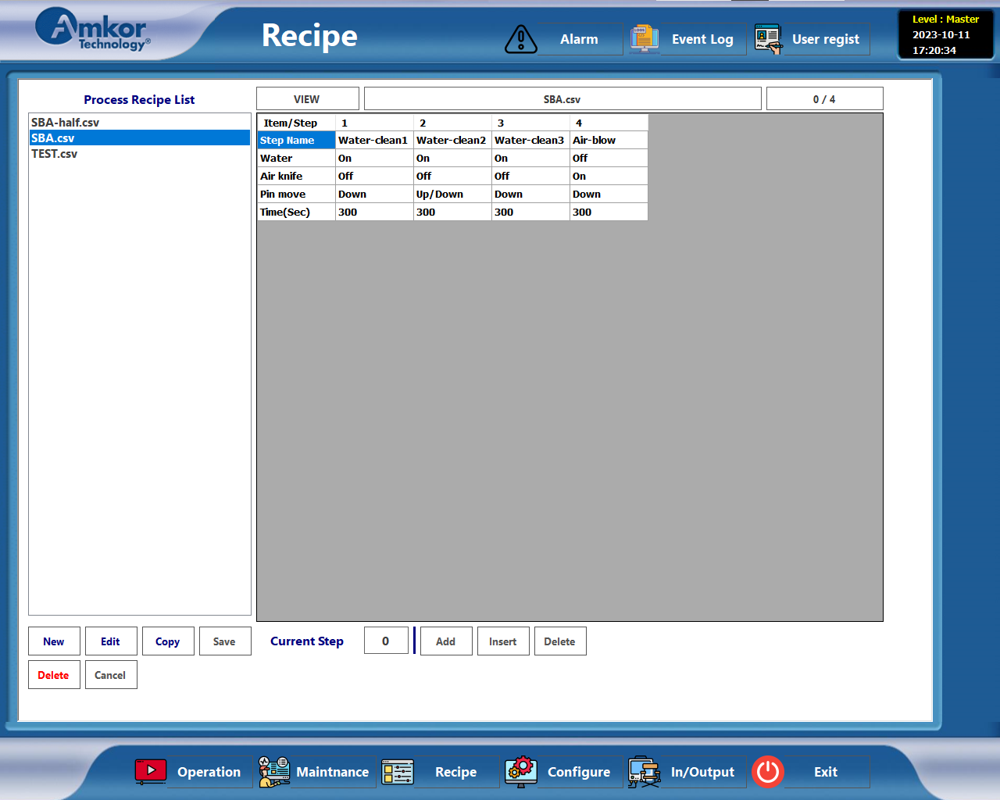 Amkor
Technology®
Recipe
Alarm
Event Log
User regist
Level : Master
2023-10-11
17:20:34
LOGS
Process Recipe List
VIEW
SBA.csv
0 / 4
SBA-half.csv
SBA.csv
TEST.csv
Item/Step 1 2 3 4
Step Name Water-clean1 Water-clean2 Water-clean3 Air-blow
Water On On On Off
Air knife Off Off Off On
Pin move Down Up/Down Down Down
Time(Sec) 300 300 300 300
New Edit Copy Save
Current Step 0 Add Insert Delete
Delete Cancel
Operation Maintnance Recipe Configure In/Output Exit